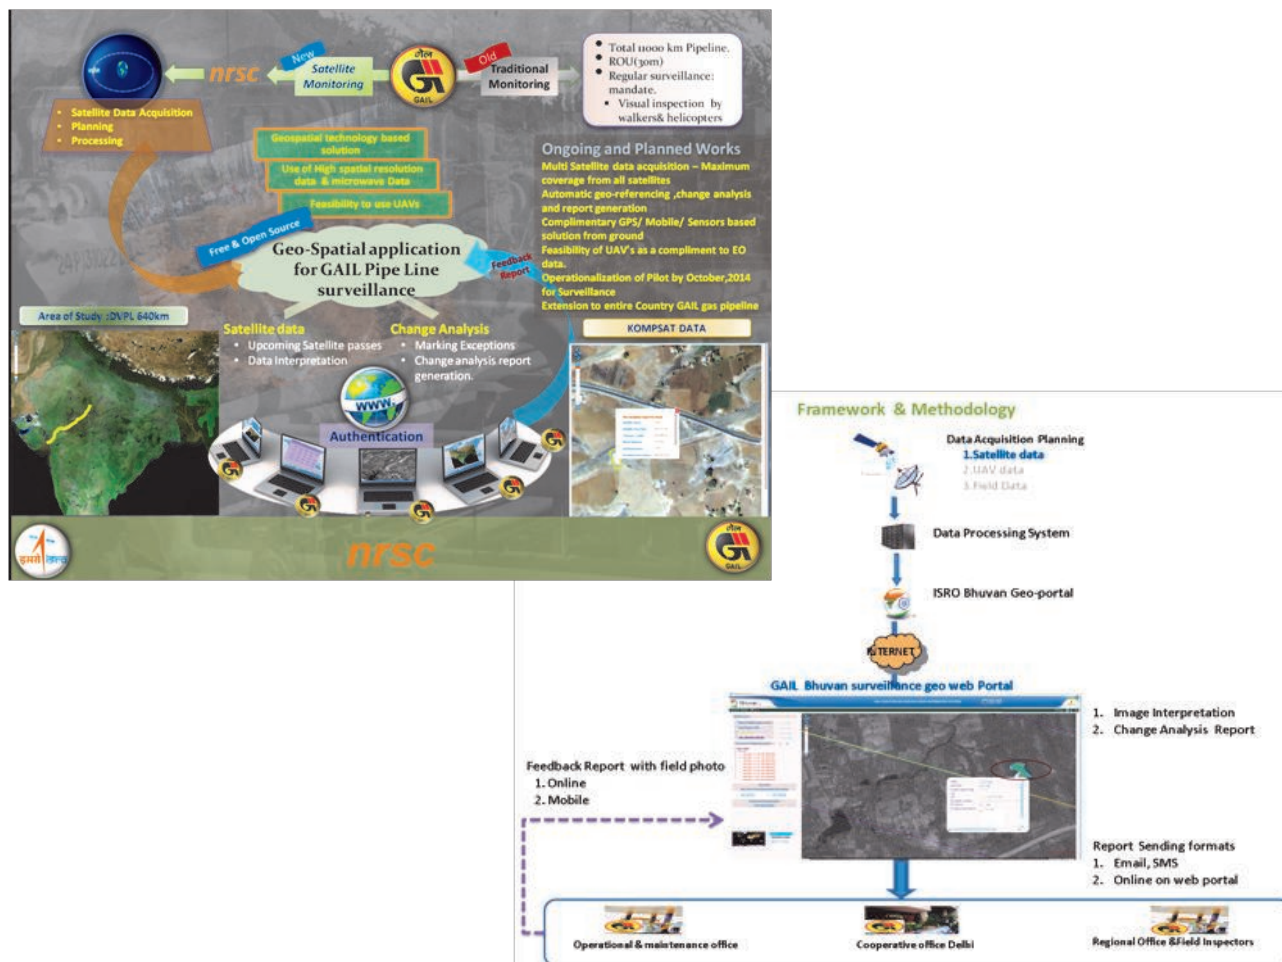 New
Old
गेल
GAIL
nrsc
Satellite
Monitoring
Traditional
Monitoring
• Total 11000 km Pipeline.
• ROU(30m)
• Regular surveillance:
mandate.
▪ Visual inspection by
walkers& helicopters
• Satellite Data Acquisition
• Planning
• Processing
Geospatial technology based
solution
Use of High spatial resolution
data & microwave Data
Feasibility to use UAVs
Free & Open Source
Geo-Spatial application
for GAIL Pipe Line
surveillance
Feedback
Report
Ongoing and Planned Works
Multi Satellite data acquisition – Maximum
coverage from all satellites
Automatic geo-referencing ,change analysis
and report generation
Complimentary GPS/ Mobile/ Sensors based
solution from ground
Feasibility of UAV's as a compliment to EO
data.
Operationalization of Pilot by October,2014
for Surveillance
Extension to entire Country GAIL gas pipeline
Area of Study :DVPL 640km
Satellite data
• Upcoming Satellite passes
• Data Interpretation
Change Analysis
• Marking Exceptions
• Change analysis report
generation.
KOMPSAT DATA
WWW.
Authentication
इसरो isro
nrsc
गेल
GAIL
Framework & Methodology
Data Acquisition Planning
1.Satellite data
2.UAV data
3.Field Data
Data Processing System
ISRO Bhuvan Geo-portal
INTERNET
GAIL Bhuvan surveillance geo web Portal
1. Image Interpretation
2. Change Analysis Report
Feedback Report with field photo
1. Online
2. Mobile
Report Sending formats
1. Email, SMS
2. Online on web portal
Operational & maintenance office
Cooperative office Delhi
Regional Office &Field Inspectors